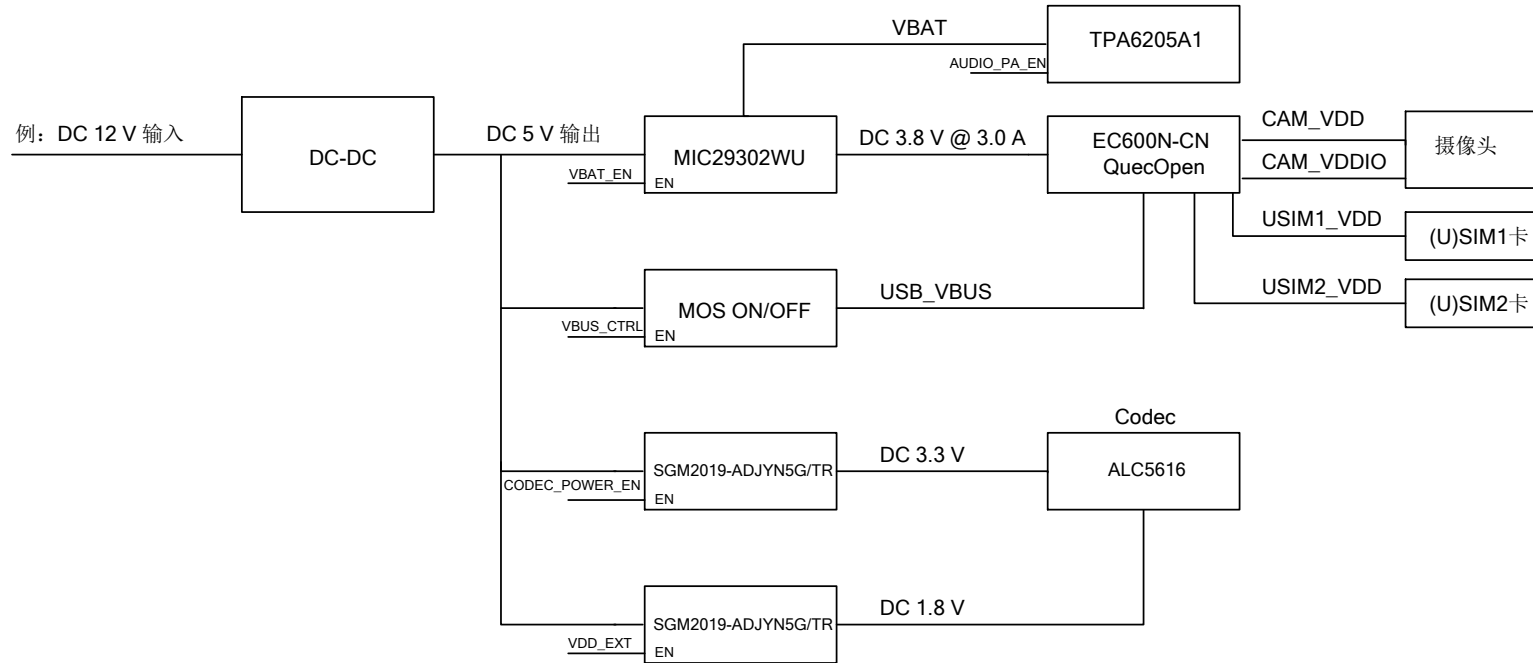 VBAT
TPA6205A1
AUDIO_PA_EN
例：DC 12 V 输入
DC-DC
DC 5 V 输出
MIC29302WU
VBAT_EN
EN
DC 3.8 V @ 3.0 A
EC600N-CN
QuecOpen
CAM_VDD
CAM_VDDIO
摄像头
USIM1_VDD
(U)SIM1卡
USIM2_VDD
(U)SIM2卡
MOS ON/OFF
VBUS_CTRL
EN
USB_VBUS
Codec
SGM2019-ADJYN5G/TR
CODEC_POWER_EN
EN
DC 3.3 V
ALC5616
SGM2019-ADJYN5G/TR
VDD_EXT
EN
DC 1.8 V